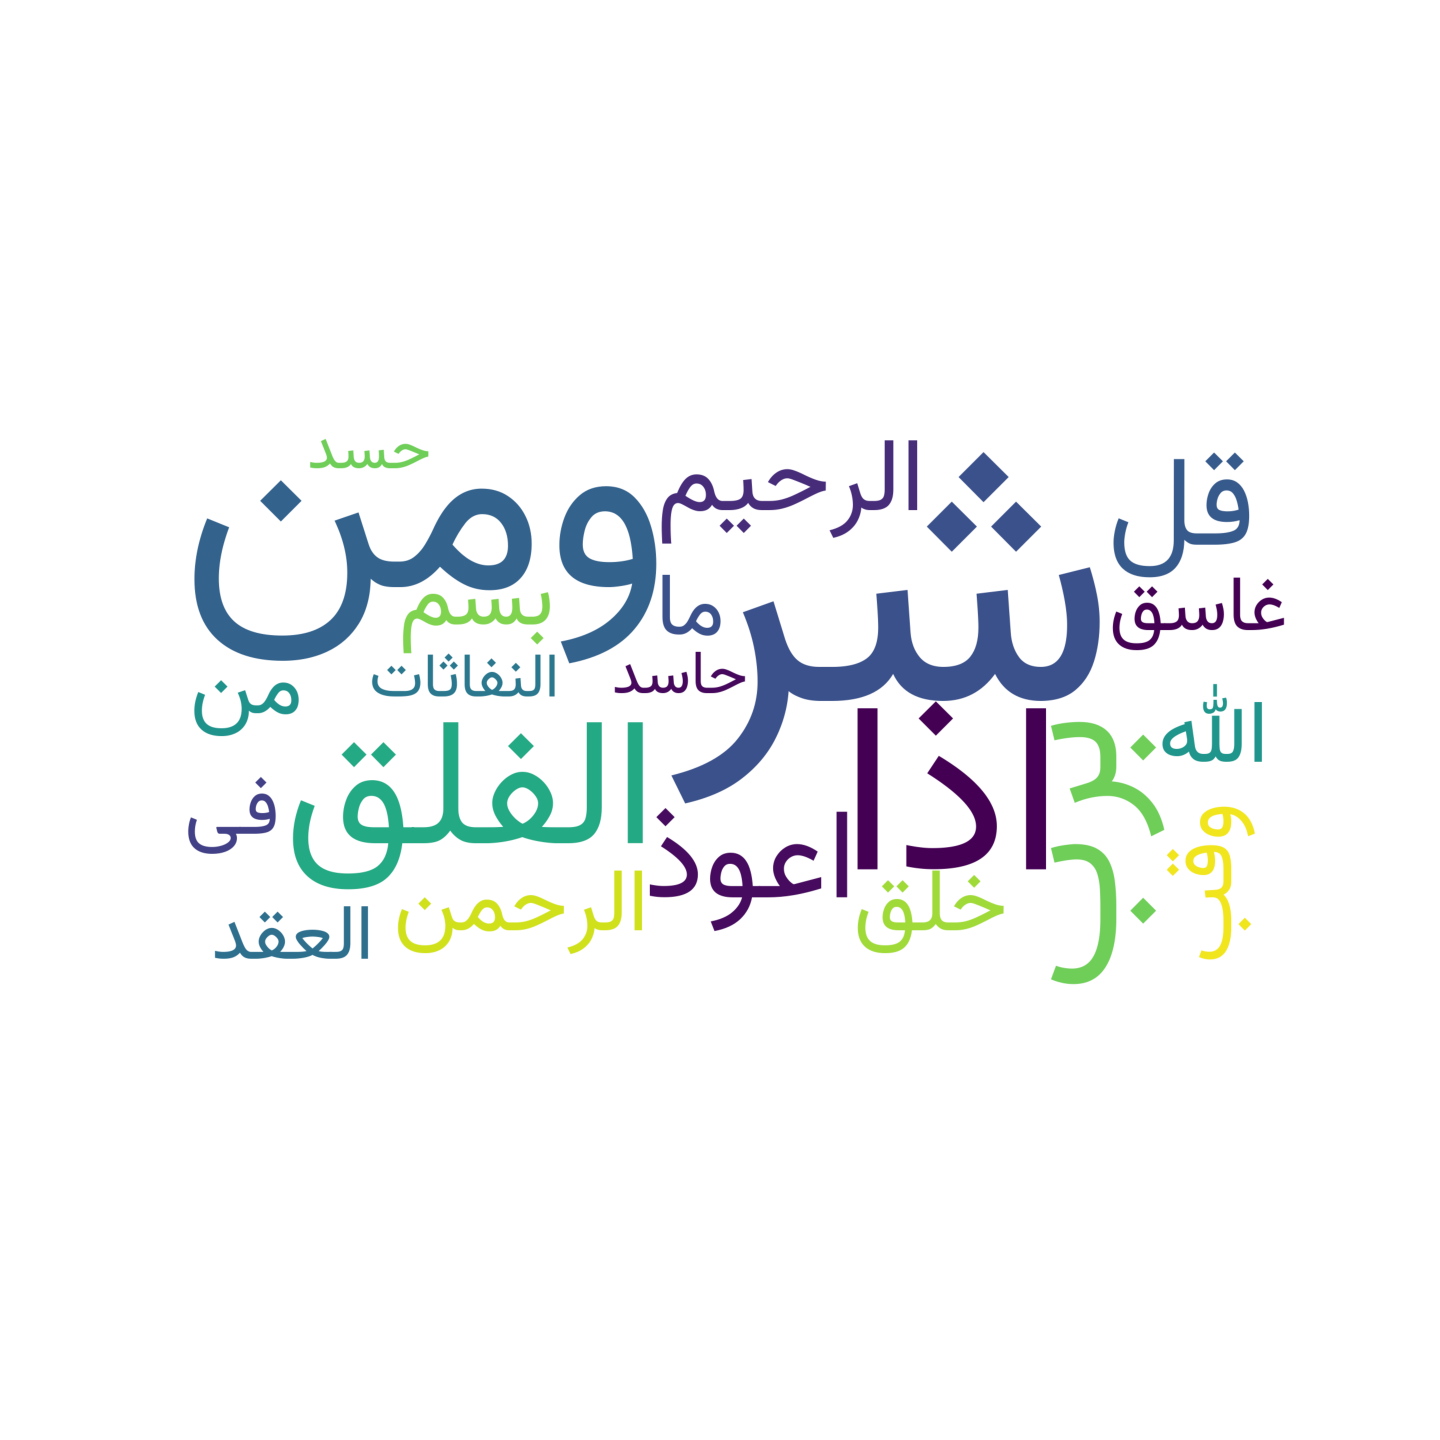 حسد
ومن
الرحيم
شر
قل
بسم
ما
غاسق
من
النفاثات
حاسد
الله
الفلق
اذا
برب
فى
اعوذ
وقب
العقد
الرحمن
خلق